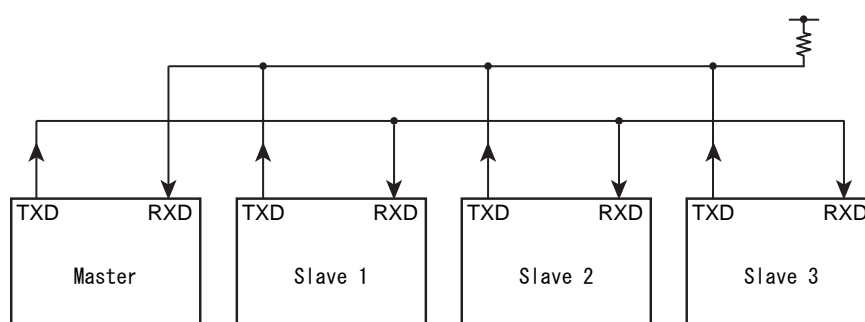 TXD RXD TXD RXD TXD RXD TXD RXD
Master Slave 1 Slave 2 Slave 3